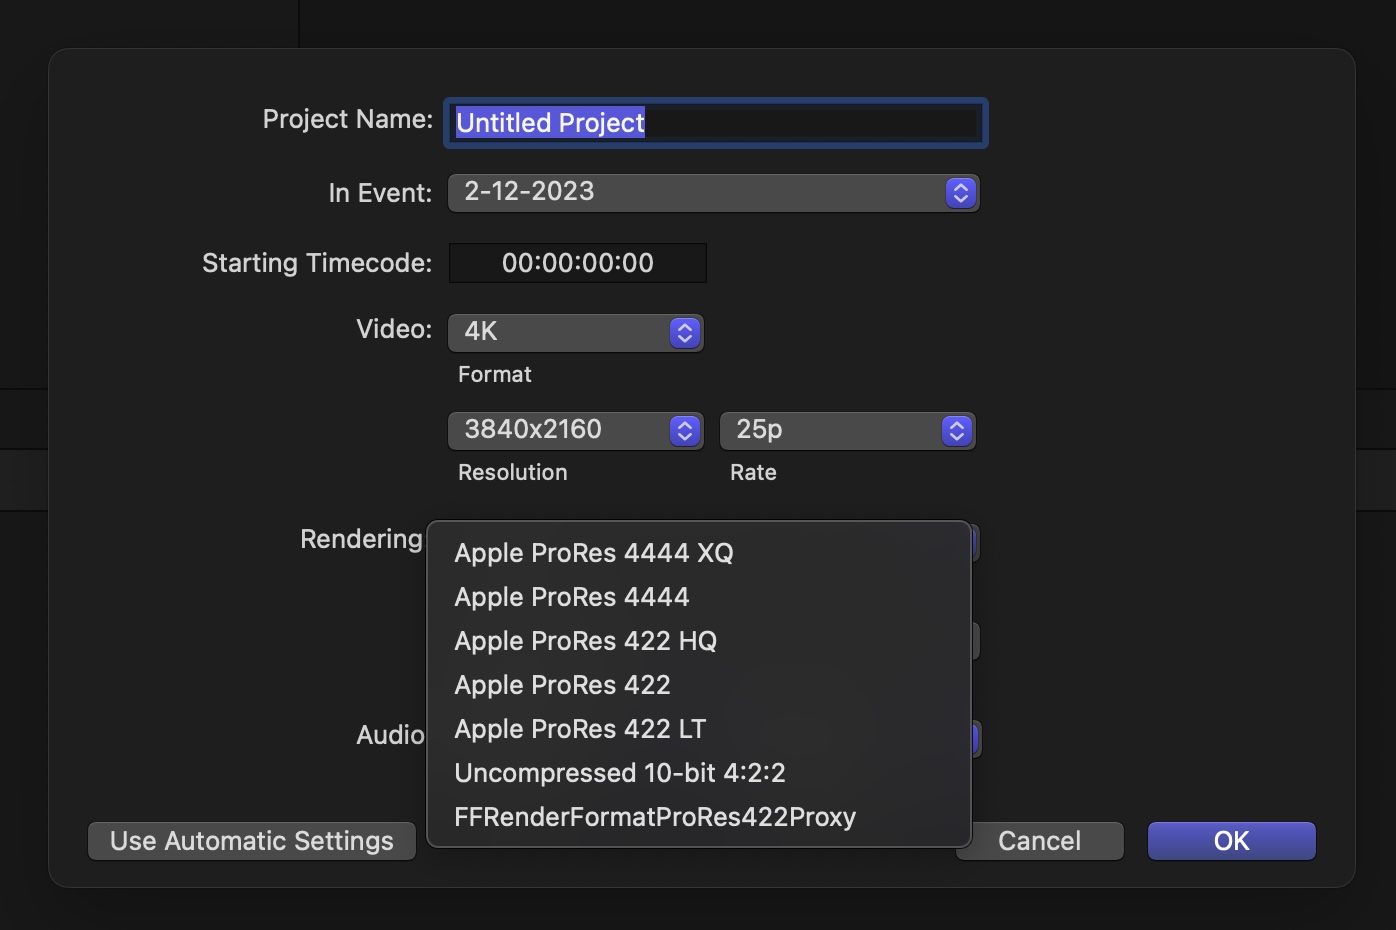 Project Name: Untitled Project
In Event: 2-12-2023
Starting Timecode: 00:00:00:00
Video: 4K
Format
3840x2160 25p
Resolution Rate
Rendering:
Apple ProRes 4444 XQ
Apple ProRes 4444
Apple ProRes 422 HQ
Apple ProRes 422
Apple ProRes 422 LT
Audio
Uncompressed 10-bit 4:2:2
FFRenderFormatProRes422Proxy
Use Automatic Settings Cancel OK